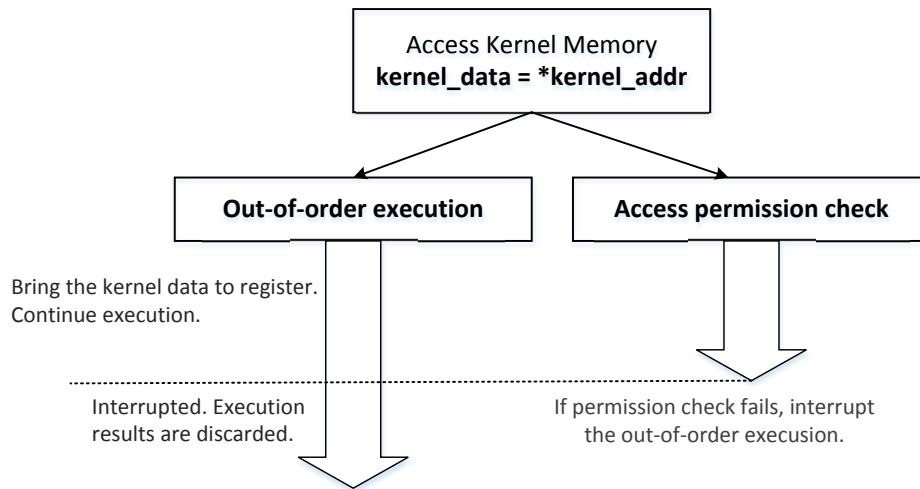 Access Kernel Memory
kernel_data = *kernel_addr
Out-of-order execution
Access permission check
Bring the kernel data to register.
Continue execution.
Interrupted. Execution
results are discarded.
If permission check fails, interrupt
the out-of-order execusion.